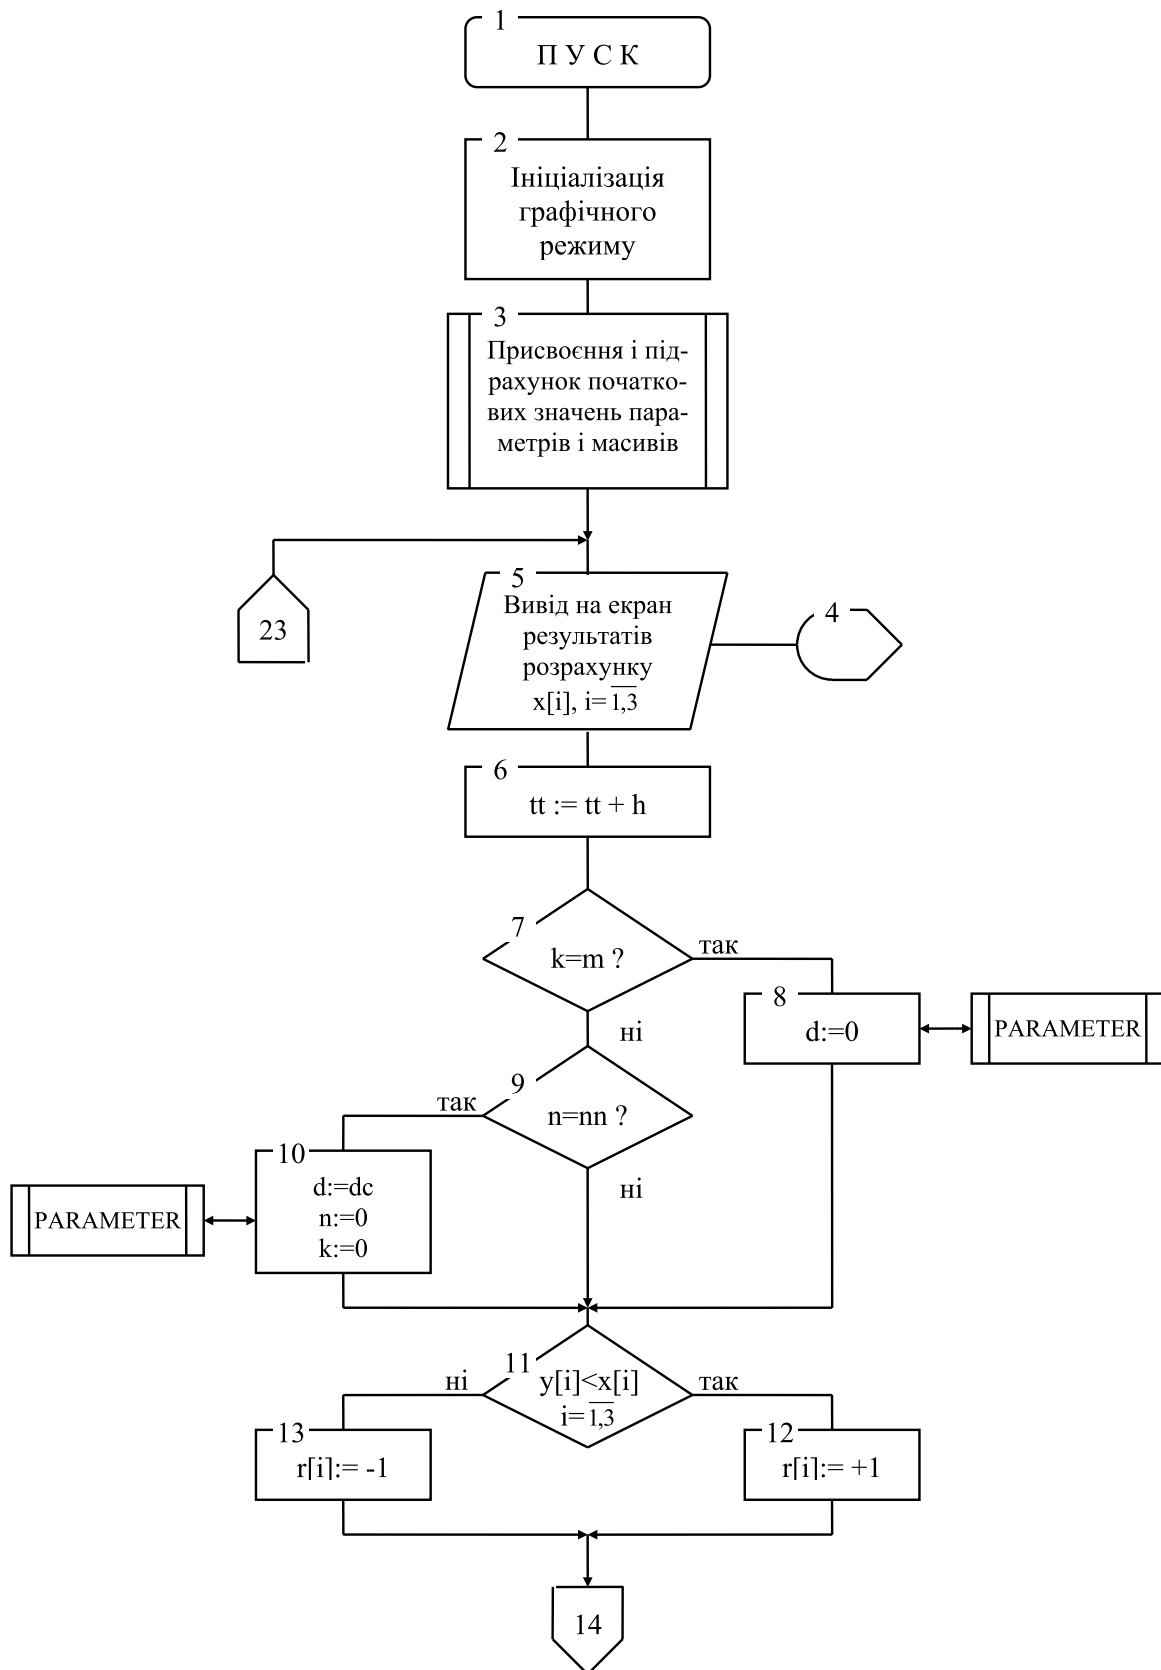 1
П У С К
2
Ініціалізація
графічного
режиму
3
Присвоєння і під-
рахунок початко-
вих значень пара-
метрів і масивів
23
5
Вивід на екран
результатів
розрахунку
x[i], i= 1,3
4
6
tt := tt + h
7
k=m ?
так
ні
8
d:=0
PARAMETER
9
n=nn ?
так
ні
10
d:=dc
n:=0
k:=0
PARAMETER
11
y[i]<x[i]
i= 1,3
ні
так
13
r[i]:= -1
12
r[i]:= +1
14